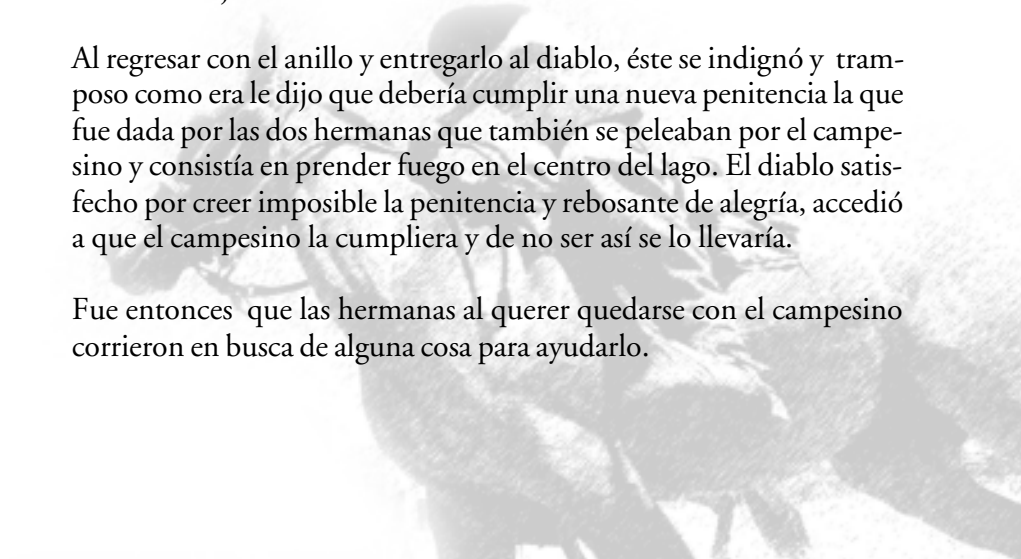 Al regresar con el anillo y entregarlo al diablo, éste se indignó y  tram-
poso como era le dijo que debería cumplir una nueva penitencia la que
fue dada por las dos hermanas que también se peleaban por el campe-
sino y consistía en prender fuego en el centro del lago. El diablo satis-
fecho por creer imposible la penitencia y rebosante de alegría, accedió
a que el campesino la cumpliera y de no ser así se lo llevaría.
Fue entonces  que las hermanas al querer quedarse con el campesino
corrieron en busca de alguna cosa para ayudarlo.